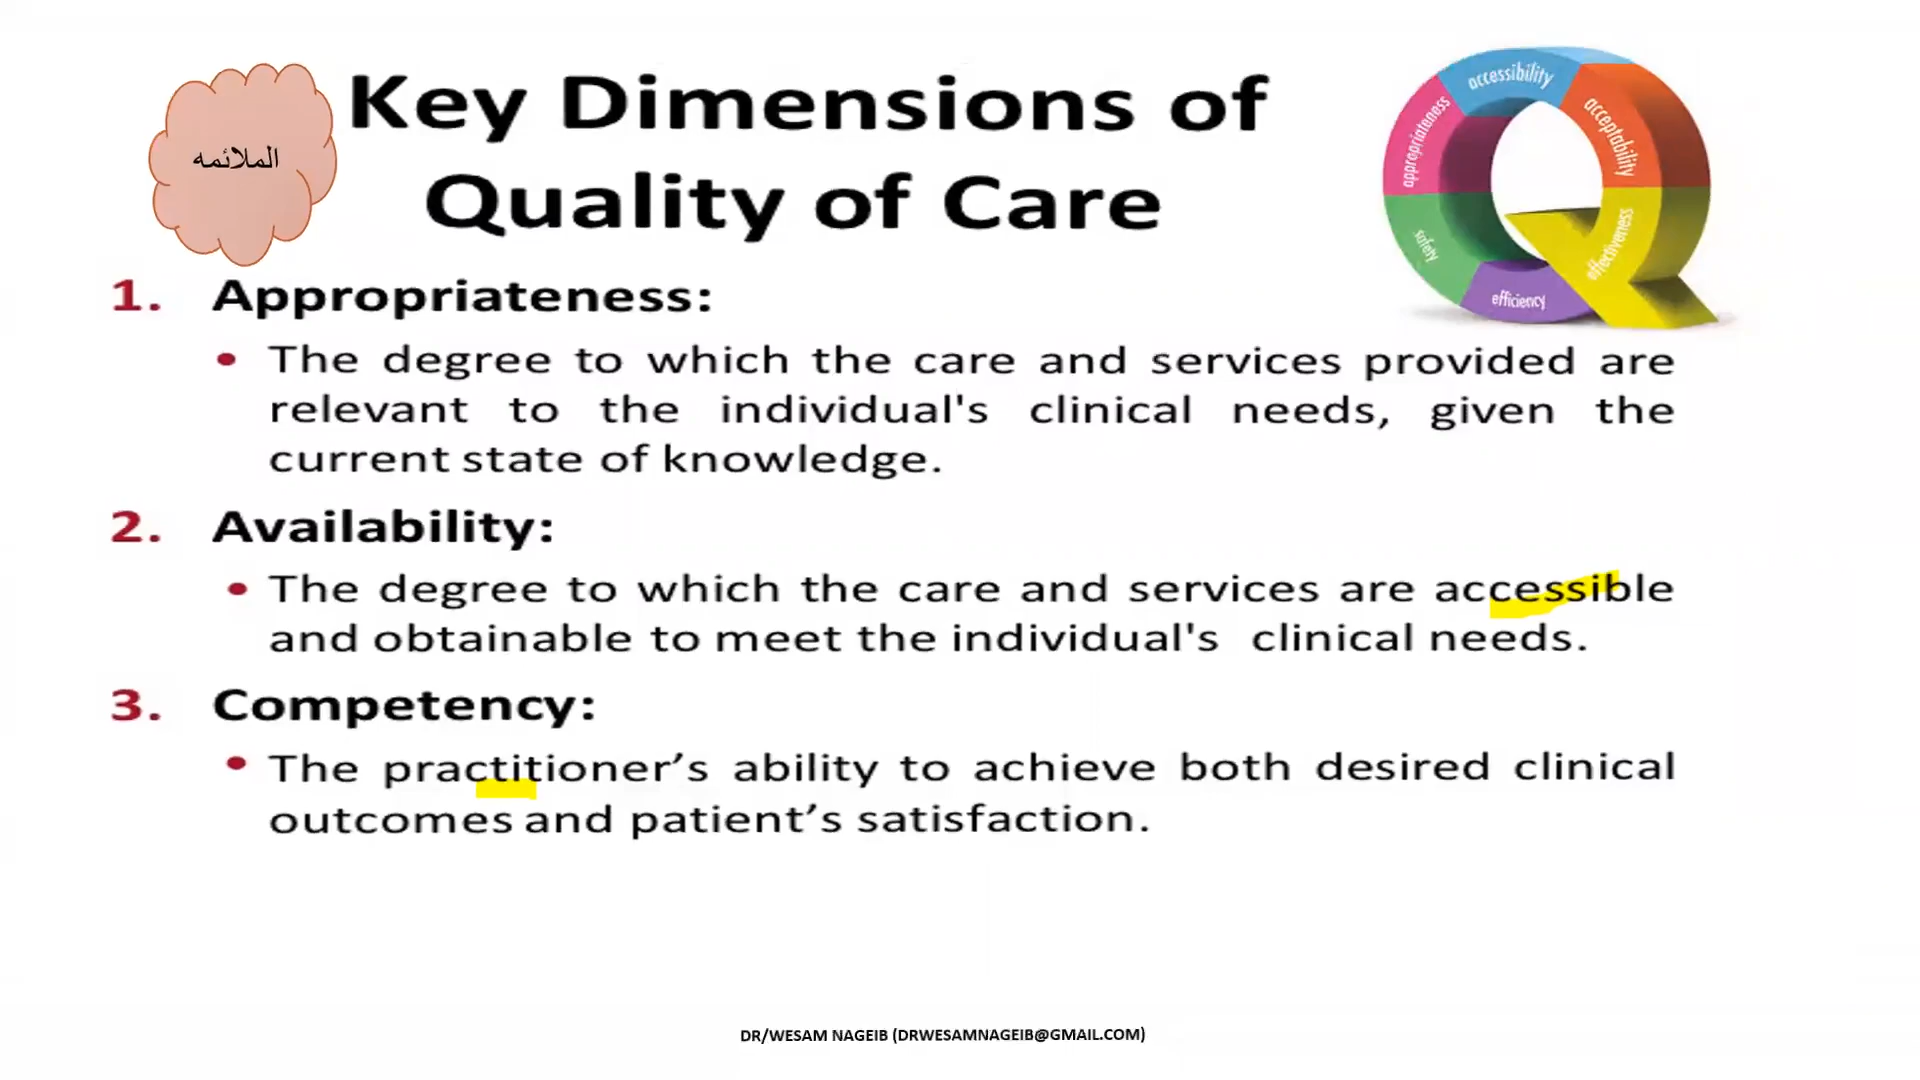 الملائمه
Key Dimensions of
Quality of Care
accessibility
acceptability
appropriateness
safety
efficiency
effectiveness
1. Appropriateness:
• The degree to which the care and services provided are
relevant to the individual's clinical needs, given the
current state of knowledge.
2. Availability:
• The degree to which the care and services are accessible
and obtainable to meet the individual's clinical needs.
3. Competency:
• The practitioner’s ability to achieve both desired clinical
outcomes and patient’s satisfaction.
DR/WESAM NAGEIB (DRWESAMNAGEIB@GMAIL.COM)